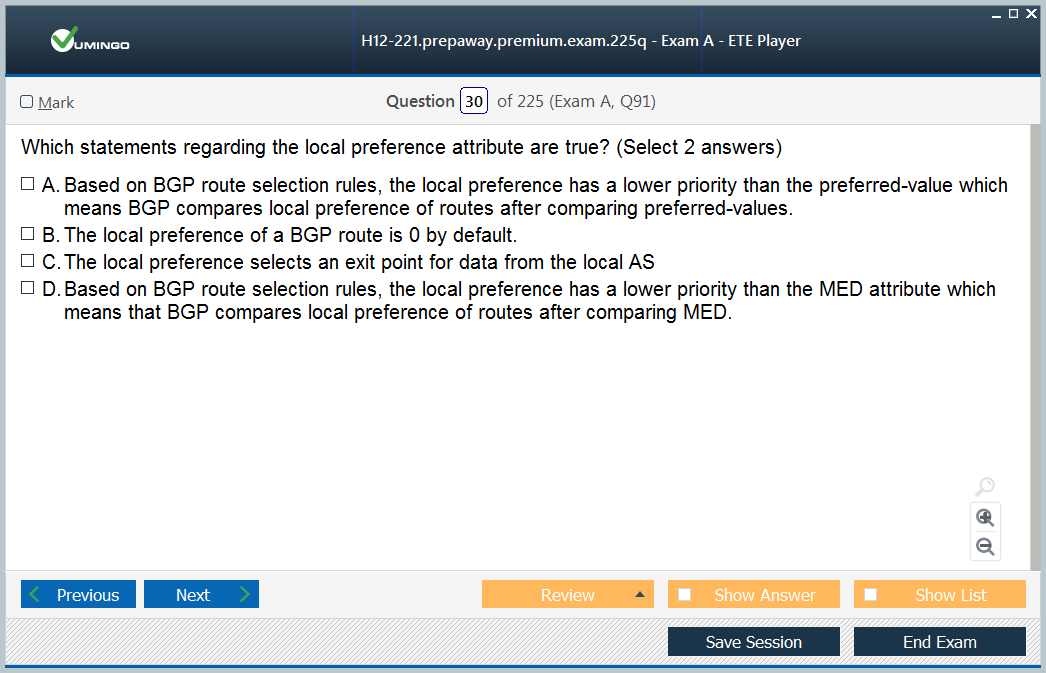 VUMINGO
H12-221.prepaway.premium.exam.225q - Exam A - ETE Player
Mark
Question 30 of 225 (Exam A, Q91)
Which statements regarding the local preference attribute are true? (Select 2 answers)
A. Based on BGP route selection rules, the local preference has a lower priority than the preferred-value which
means BGP compares local preference of routes after comparing preferred-values.
B. The local preference of a BGP route is 0 by default.
C. The local preference selects an exit point for data from the local AS
D. Based on BGP route selection rules, the local preference has a lower priority than the MED attribute which
means that BGP compares local preference of routes after comparing MED.
Previous
Next
Review
Show Answer
Show List
Save Session
End Exam